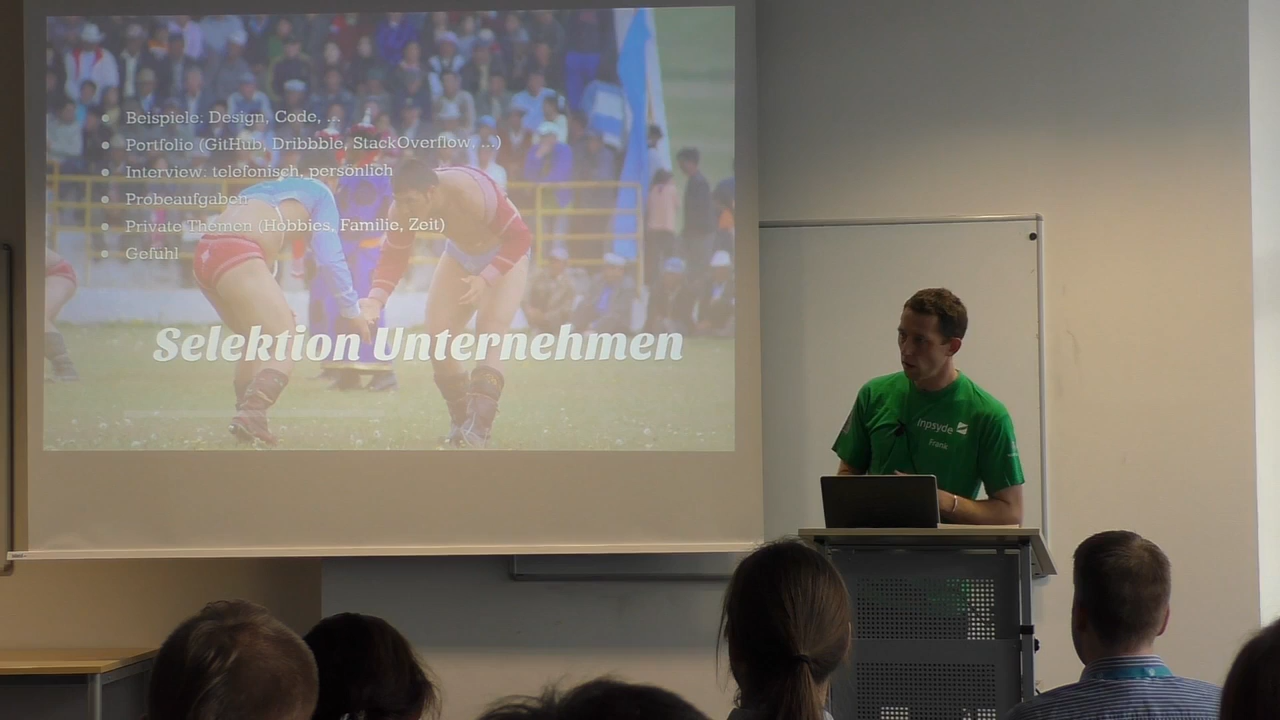 Beispiele: Design, Code, ...
Portfolio (GitHub, Dribbble, StackOverflow, ...)
Interview: telefonisch, persönlich
Probeaufgaben
Private Themen (Hobbies, Familie, Zeit)
Gefühl
Selektion Unternehmen
inpsyde
Frank